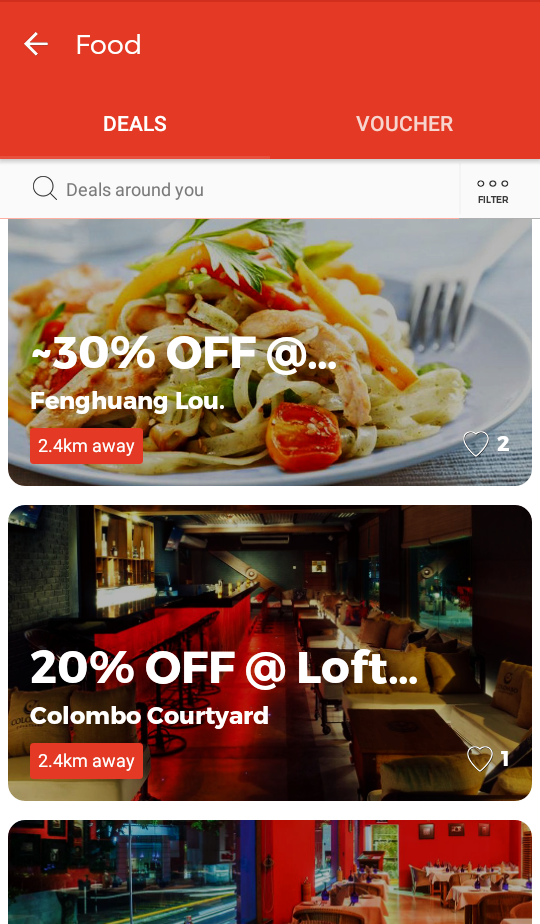 Food
DEALS
VOUCHER
Deals around you
FILTER
~30% OFF @...
Fenghuang Lou.
2.4km away
2
20% OFF @ Loft...
Colombo Courtyard
2.4km away
1